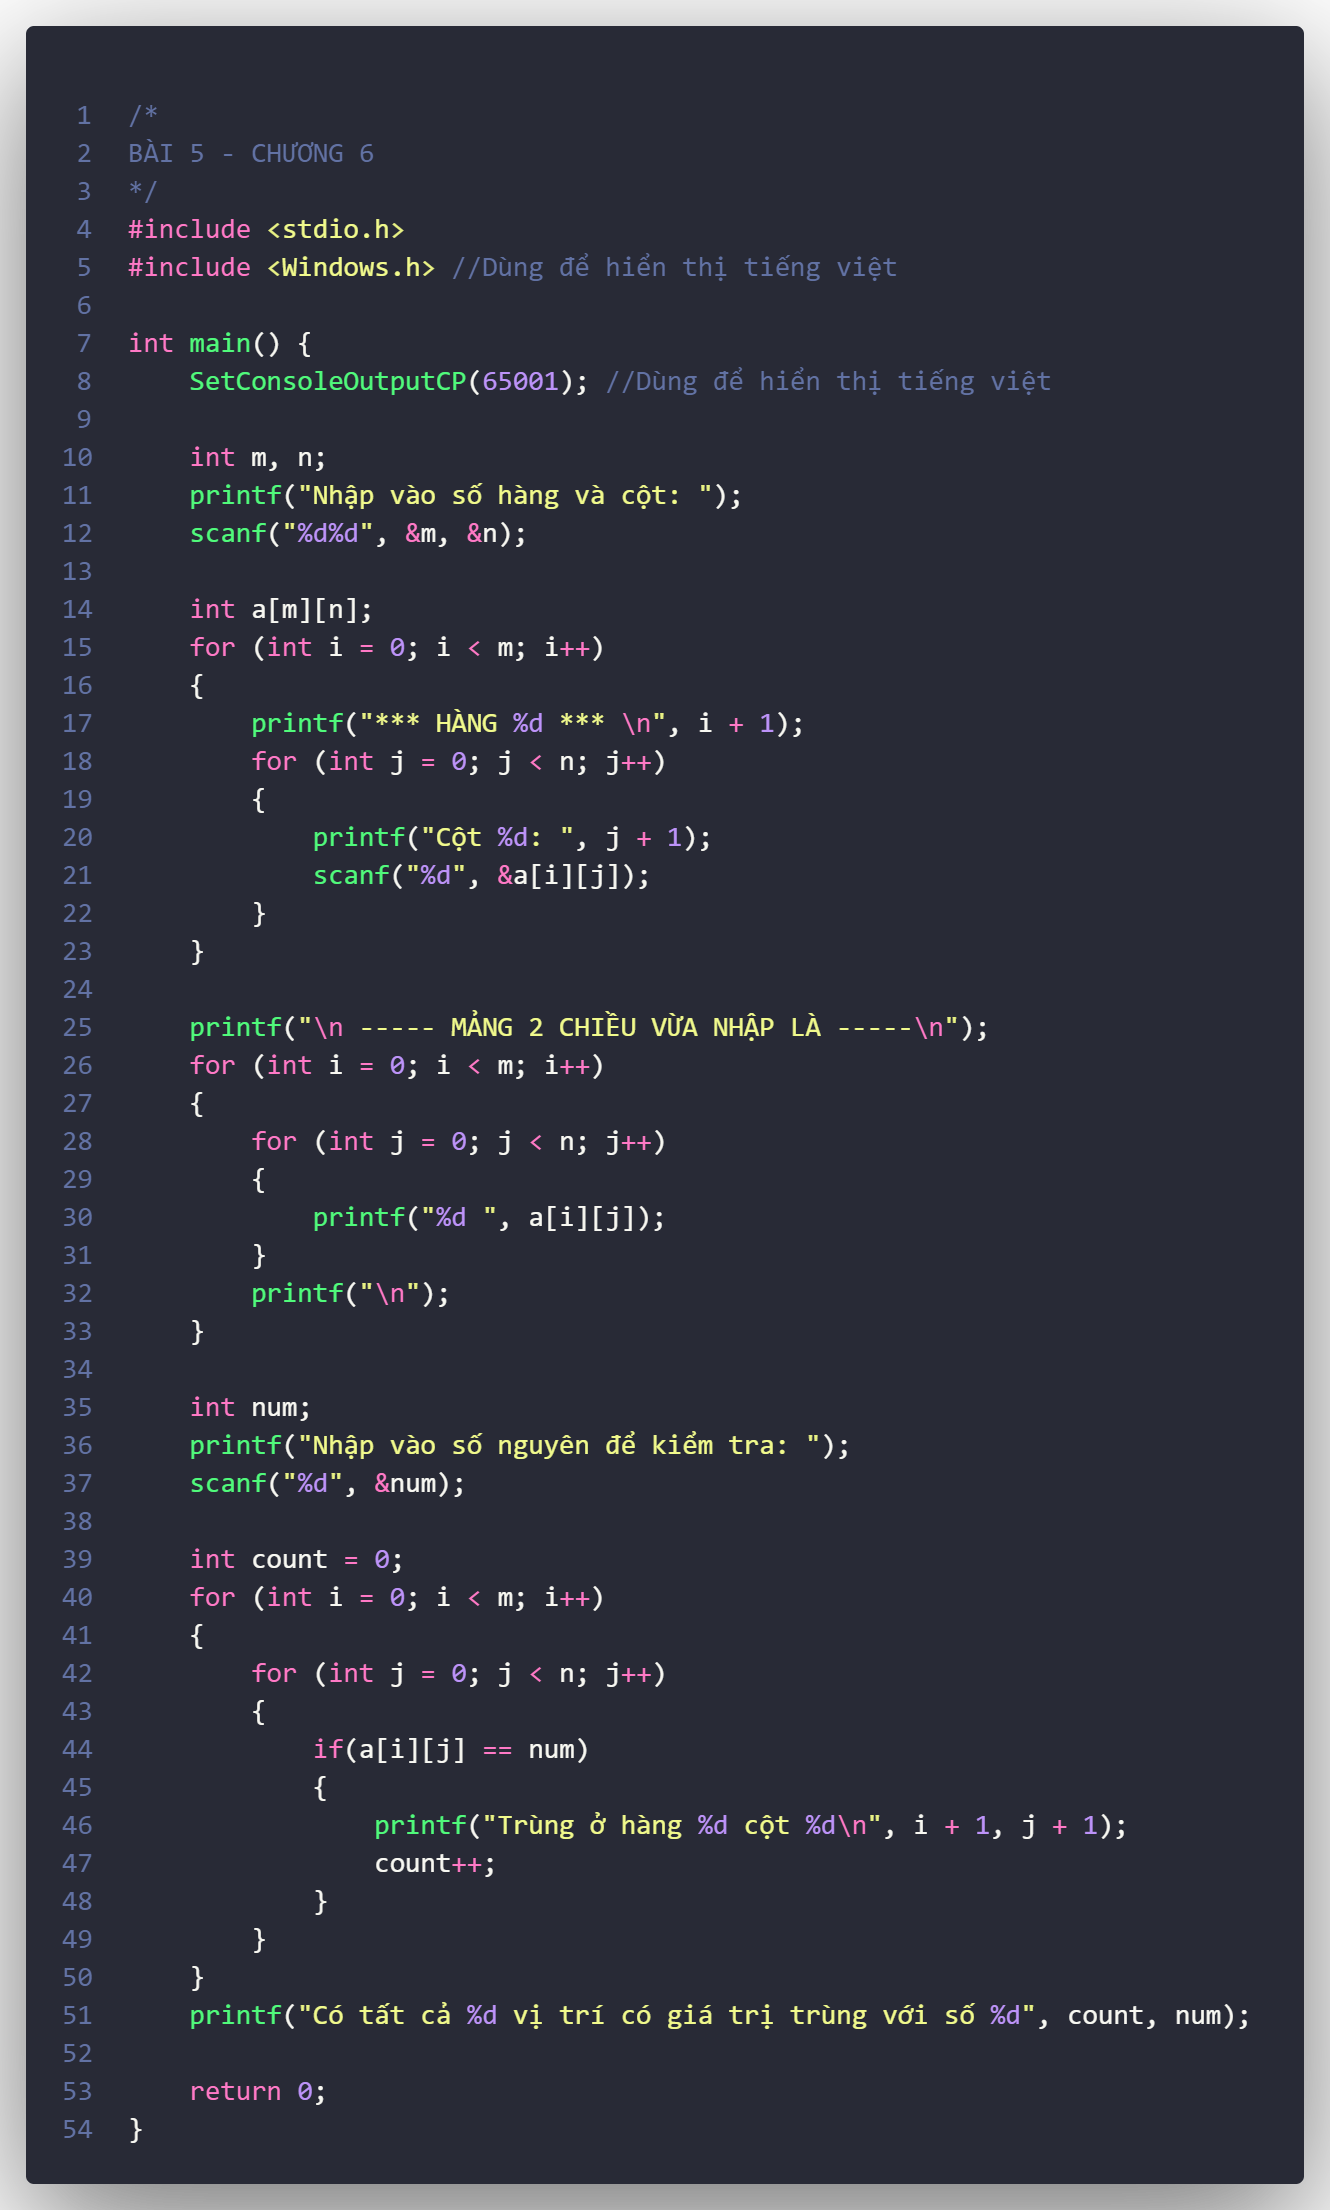 1 /*
2 BÀI 5 - CHƯƠNG 6
3 */
4 #include <stdio.h>
5 #include <Windows.h> //Dùng để hiển thị tiếng việt
6
7 int main() {
8     SetConsoleOutputCP(65001); //Dùng để hiển thị tiếng việt
9
10     int m, n;
11     printf("Nhập vào số hàng và cột: ");
12     scanf("%d%d", &m, &n);
13
14     int a[m][n];
15     for (int i = 0; i < m; i++)
16     {
17         printf("*** HÀNG %d *** \n", i + 1);
18         for (int j = 0; j < n; j++)
19         {
20             printf("Cột %d: ", j + 1);
21             scanf("%d", &a[i][j]);
22         }
23     }
24
25     printf("\n ----- MẢNG 2 CHIỀU VỪA NHẬP LÀ -----\n");
26     for (int i = 0; i < m; i++)
27     {
28         for (int j = 0; j < n; j++)
29         {
30             printf("%d ", a[i][j]);
31         }
32         printf("\n");
33     }
34
35     int num;
36     printf("Nhập vào số nguyên để kiểm tra: ");
37     scanf("%d", &num);
38
39     int count = 0;
40     for (int i = 0; i < m; i++)
41     {
42         for (int j = 0; j < n; j++)
43         {
44             if(a[i][j] == num)
45             {
46                 printf("Trùng ở hàng %d cột %d\n", i + 1, j + 1);
47                 count++;
48             }
49         }
50     }
51     printf("Có tất cả %d vị trí có giá trị trùng với số %d", count, num);
52
53     return 0;
54 }